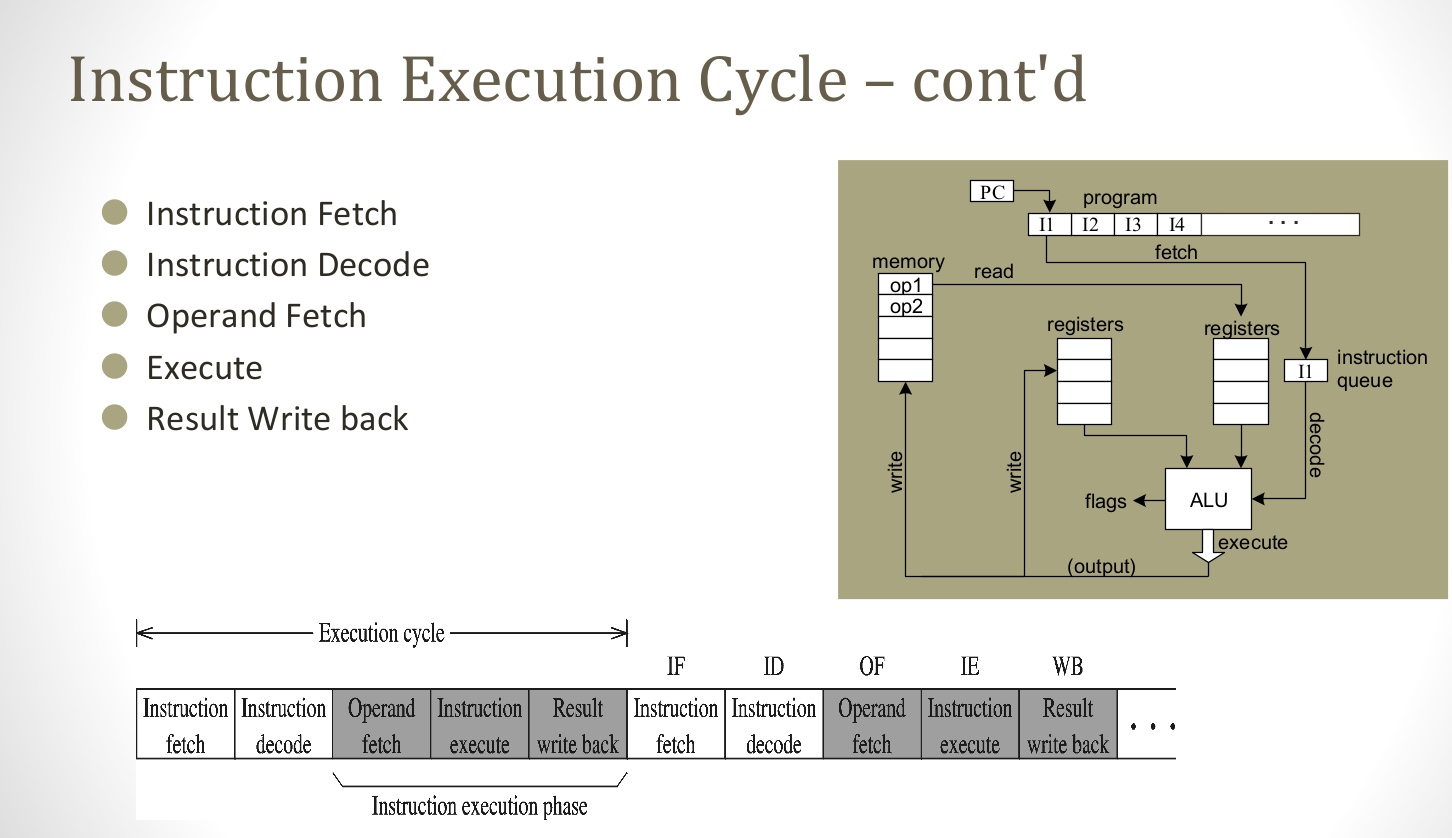 Instruction Execution Cycle – cont'd
Instruction Fetch
Instruction Decode
Operand Fetch
Execute
Result Write back
PC
program
I1 I2 I3 I4 . . .
fetch
memory
read
op1
op2
registers
registers
instruction
queue
I1
decode
write
write
flags
ALU
execute
(output)
Execution cycle
IF ID OF IE WB
Instruction Instruction Operand Instruction Result Instruction Instruction Operand Instruction Result
fetch decode fetch execute write back fetch decode fetch execute write back
. . .
Instruction execution phase